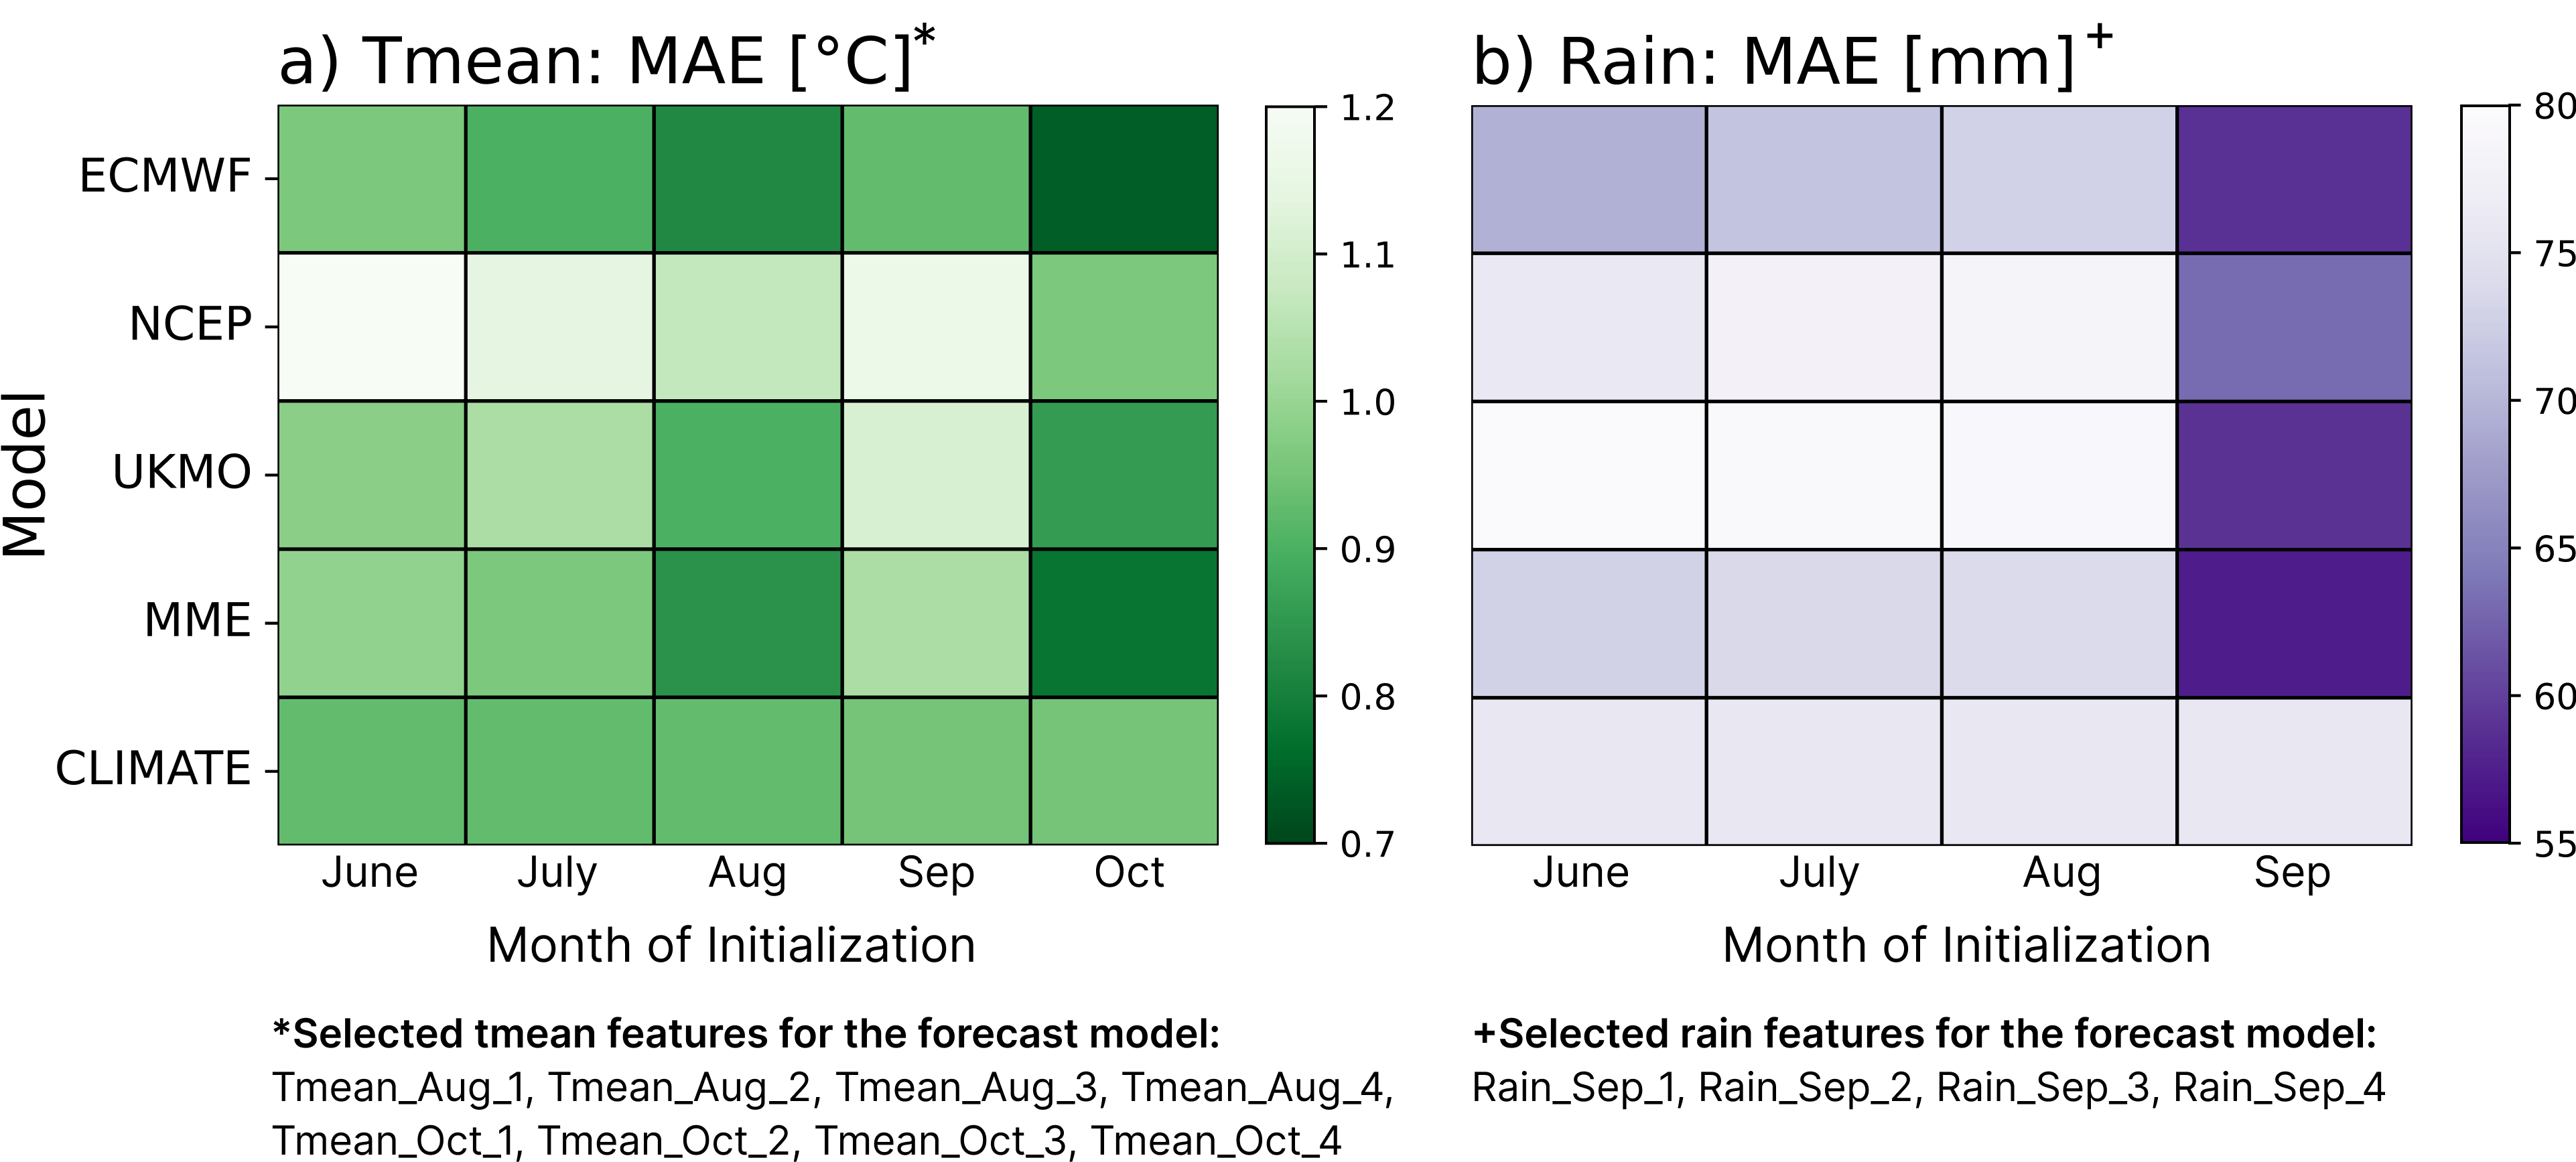 a) Tmean: MAE [°C]*
1.2
1.1
1.0
0.9
0.8
0.7
Model
ECMWF
NCEP
UKMO
MME
CLIMATE
June July Aug Sep Oct
Month of Initialization
*Selected tmean features for the forecast model:
Tmean_Aug_1, Tmean_Aug_2, Tmean_Aug_3, Tmean_Aug_4,
Tmean_Oct_1, Tmean_Oct_2, Tmean_Oct_3, Tmean_Oct_4
b) Rain: MAE [mm]+
80
75
70
65
60
55
June July Aug Sep
Month of Initialization
+Selected rain features for the forecast model:
Rain_Sep_1, Rain_Sep_2, Rain_Sep_3, Rain_Sep_4